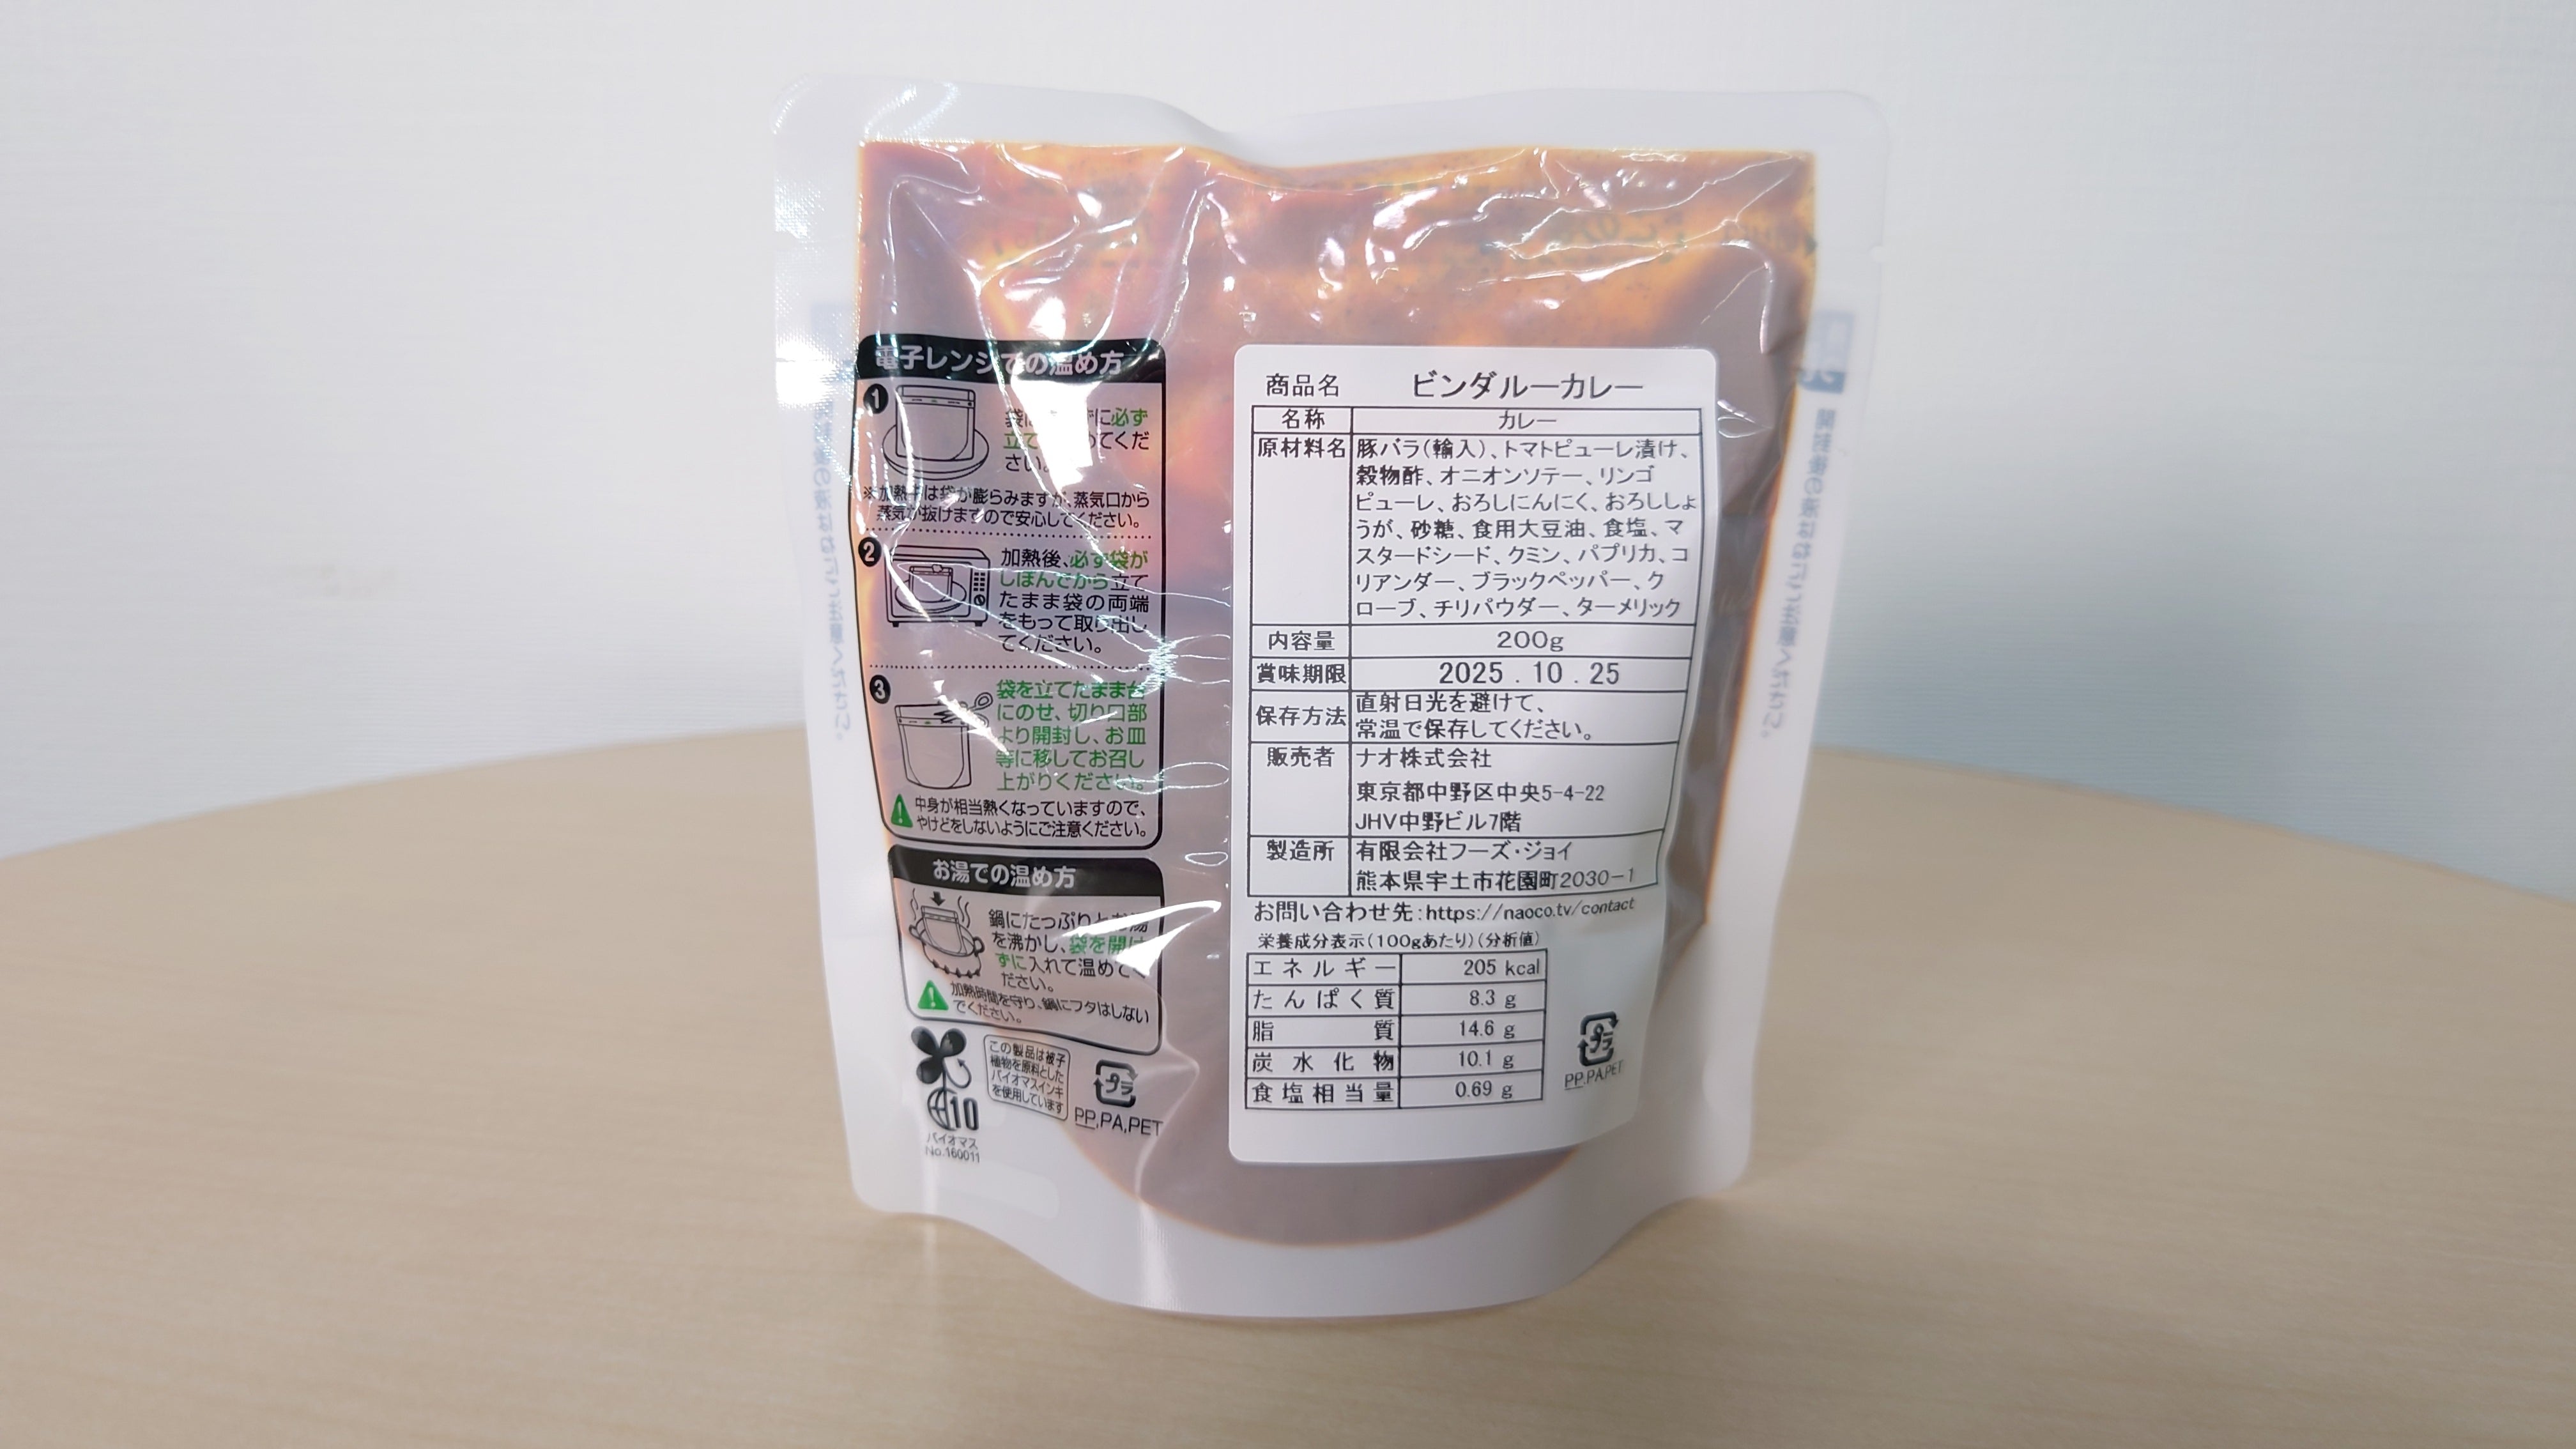 電子レンジでの温め方
1
に必ず
立て てくだ
さい。
※加熱中は袋が膨らみますが、蒸気口から
蒸気が抜けますので安心してください。
2
加熱後、必ず袋が
しぼんでから立て
たまま袋の両端
をもって取り出し
てください。
3
袋を立てたまま台
にのせ、切り口部
より開封し、お皿
等に移してお召し
上がりください。
中身が相当熱くなっていますので、
やけどをしないようにご注意ください。
お湯での温め方
鍋にたっぷりとお湯
を沸かし、袋を開け
ずに入れて温めて
ださい。
加熱時間を守り、鍋にフタはしない
でください。
10
バイオマス
No.160011
この製品は被子
植物を原料とした
バイオマスインキ
を使用しています
プラ
PP,PA,PET
商品名 ビンダルーカレー
名称 カレー
原材料名 豚バラ(輸入)、トマトピューレ漬け、
穀物酢、オニオンソテー、リンゴ
ピューレ、おろしにんにく、おろししょ
うが、砂糖、食用大豆油、食塩、マ
スタードシード、クミン、パプリカ、コ
リアンダー、ブラックペッパー、ク
ローブ、チリパウダー、ターメリック
内容量 200g
賞味期限 2025.10.25
保存方法 直射日光を避けて、
常温で保存してください。
販売者 ナオ株式会社
東京都中野区中央5-4-22
JHV中野ビル7階
製造所 有限会社フーズ・ジョイ
熊本県宇土市花園町2030-1
お問い合わせ先:https://naoco.tv/contact
栄養成分表示(100gあたり)(分析値)
エネルギー 205 kcal
たんぱく質 8.3 g
脂質 14.6 g
炭水化物 10.1 g
食塩相当量 0.69 g
プラ
PP,PA,PET